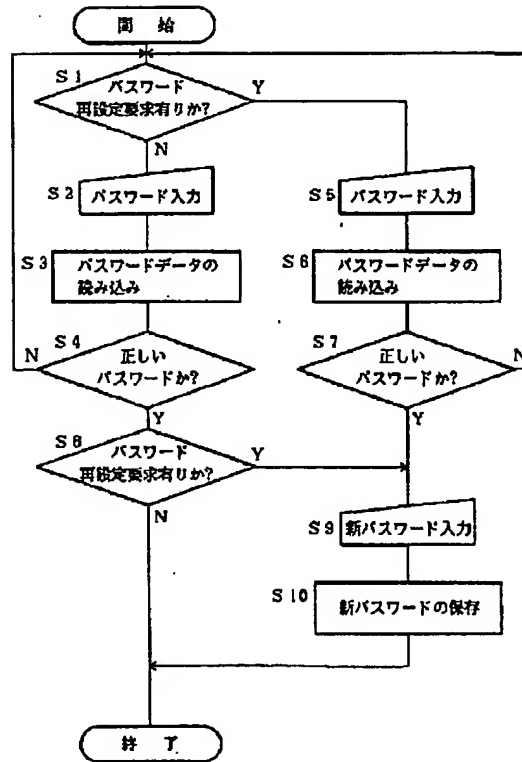 開 始
S1
パスワード
再設定要求有りか?
Y
N
S2
パスワード入力
S5
パスワード入力
S3
パスワードデータの
読み込み
S6
パスワードデータの
読み込み
S4
正しい
パスワードか?
N
Y
S7
正しい
パスワードか?
N
Y
S8
パスワード
再設定要求有りか?
Y
N
S9
新パスワード入力
S10
新パスワードの保存
終 了